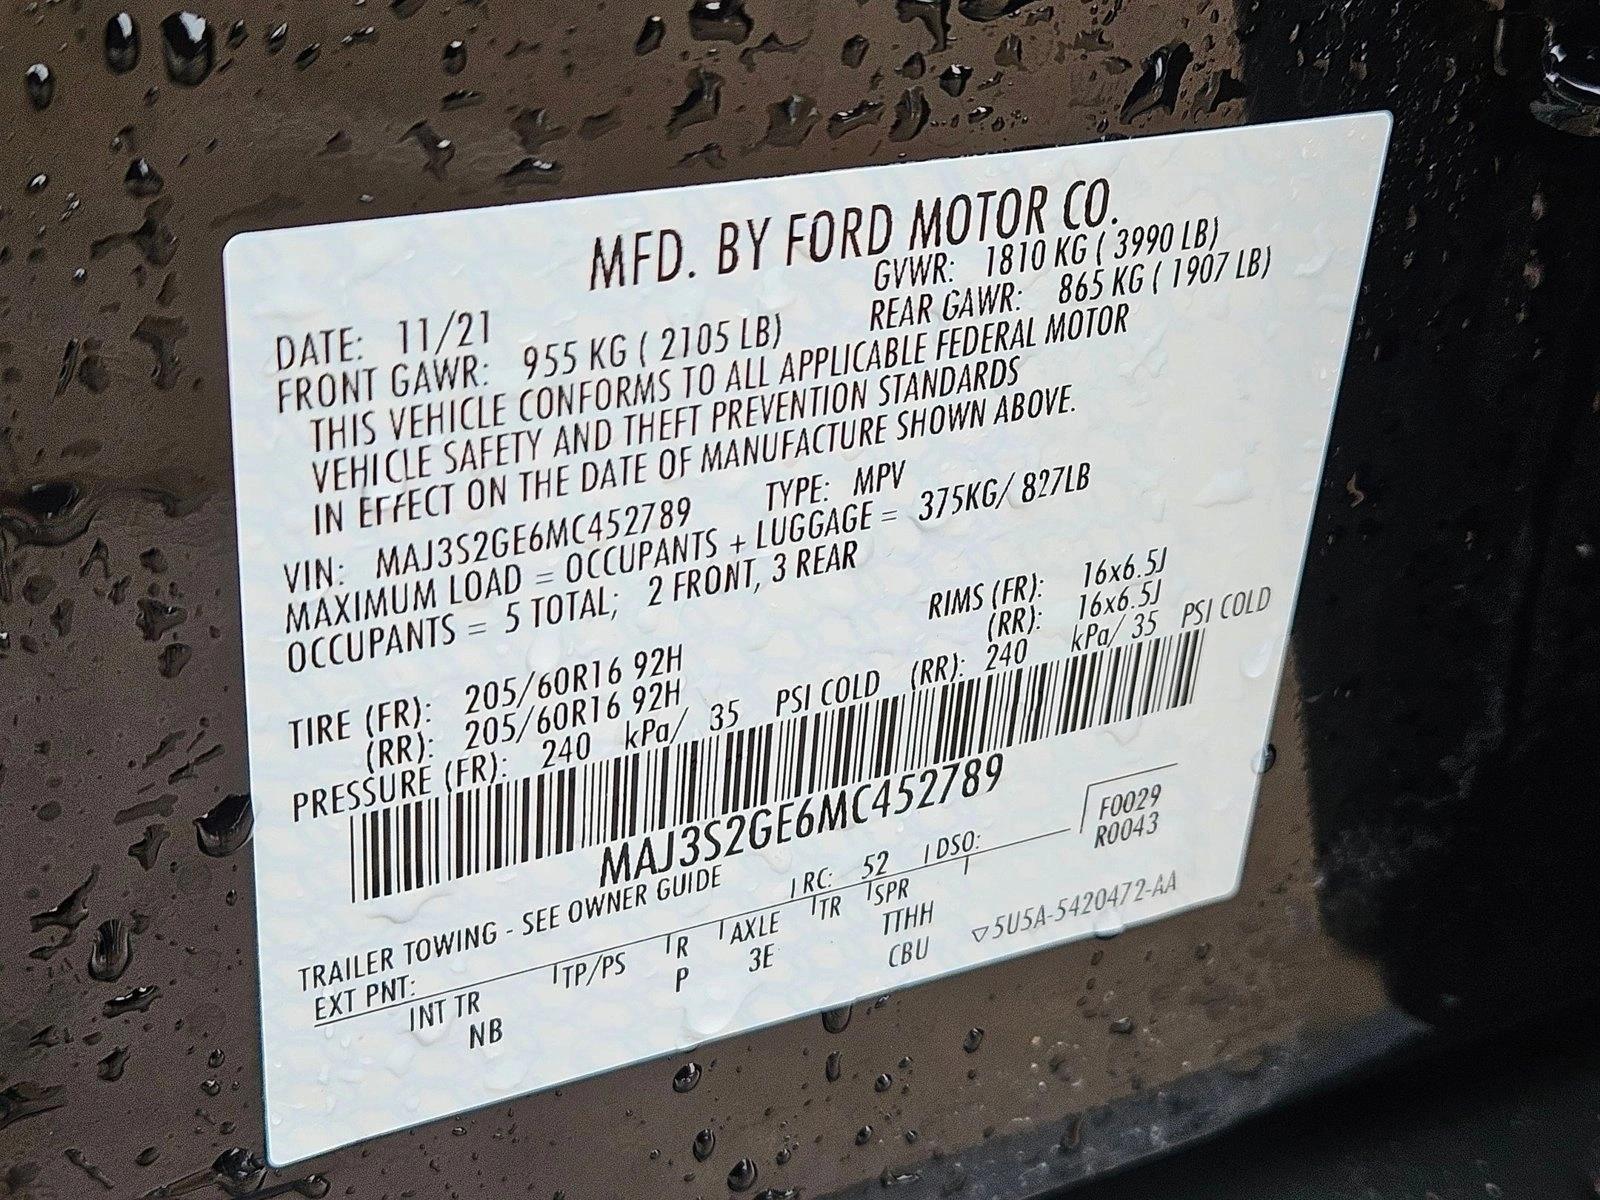 MFD. BY FORD MOTOR CO.
DATE: 11/21 GVWR: 1810 KG ( 3990 LB)
FRONT GAWR: 955 KG ( 2105 LB) REAR GAWR: 865 KG ( 1907 LB)
THIS VEHICLE CONFORMS TO ALL APPLICABLE FEDERAL MOTOR
VEHICLE SAFETY AND THEFT PREVENTION STANDARDS
IN EFFECT ON THE DATE OF MANUFACTURE SHOWN ABOVE.
VIN: MAJ3S2GE6MC452789 TYPE: MPV
MAXIMUM LOAD = OCCUPANTS + LUGGAGE = 375KG/ 827LB
OCCUPANTS = 5 TOTAL; 2 FRONT, 3 REAR
TIRE (FR): 205/60R16 92H RIMS (FR): 16x6.5J
(RR): 205/60R16 92H (RR): 16x6.5J
PRESSURE (FR): 240 kPa/ 35 PSI COLD (RR): 240 kPa/ 35 PSI COLD
MAJ3S2GE6MC452789
TRAILER TOWING - SEE OWNER GUIDE
EXT PNT: RC: 52 DSO: F0029
R0043
INT TR TP/PS R AXLE TR SPR
NB P 3E TTHH
CBU
▽5U5A-5420472-AA